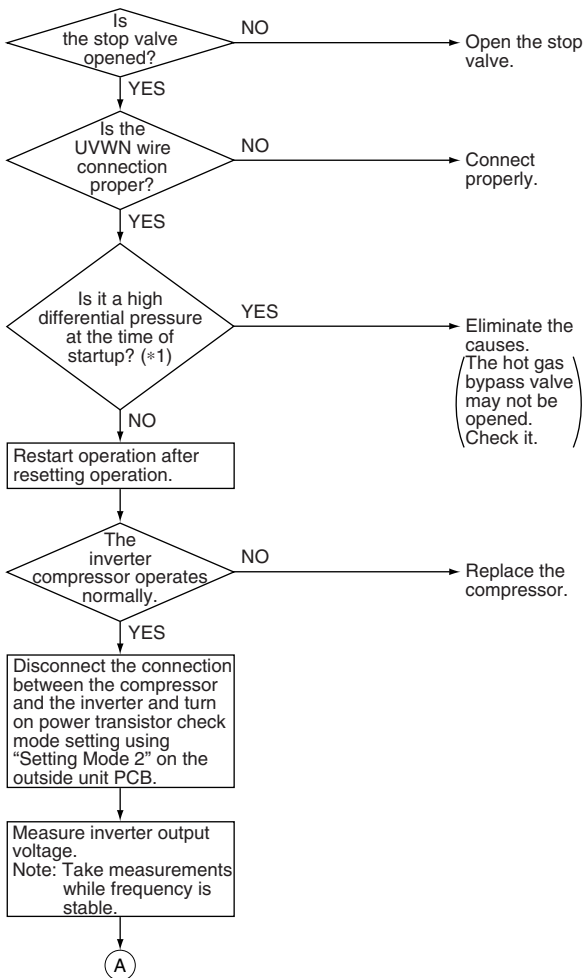 Is
the stop valve
opened?
NO
Open the stop
valve.
YES
Is the
UVWN wire
connection
proper?
NO
Connect
properly.
YES
Is it a high
differential pressure
at the time of
startup? (*1)
YES
Eliminate the
causes.
(The hot gas
bypass valve
may not be
opened.
Check it.)
NO
Restart operation after
resetting operation.
The
inverter
compressor operates
normally.
NO
Replace the
compressor.
YES
Disconnect the connection
between the compressor
and the inverter and turn
on power transistor check
mode setting using
“Setting Mode 2” on the
outside unit PCB.
Measure inverter output
voltage.
Note: Take measurements
while frequency is
stable.
A